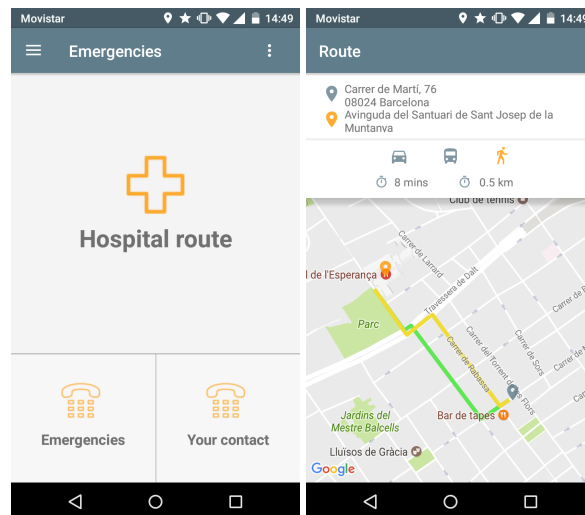 Movistar
14:49
Emergencies
Hospital route
Emergencies
Your contact
Movistar
14:49
Route
Carrer de Martí, 76
08024 Barcelona
Avinguda del Santuari de Sant Josep de la
Muntanva
8 mins
0.5 km
Club de tennis
Carrer de Larrard
l de l'Esperança
Travessera de Dalt
Parc
Carrer de Rabassa
Carrer del Torrent de les Flors
Carrer de Sors
Jardins del
Mestre Balcells
Bar de tapes
Lluïsos de Gràcia
Google